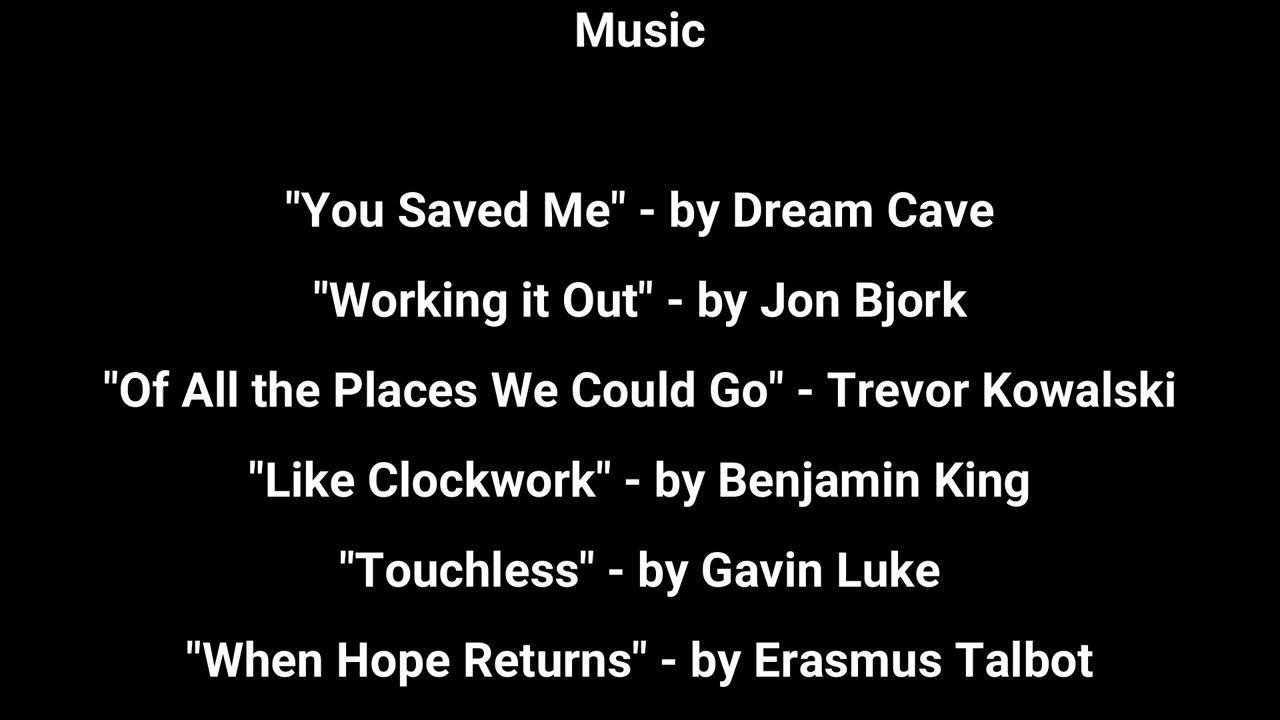 Music
"You Saved Me" - by Dream Cave
"Working it Out" - by Jon Bjork
"Of All the Places We Could Go" - Trevor Kowalski
"Like Clockwork" - by Benjamin King
"Touchless" - by Gavin Luke
"When Hope Returns" - by Erasmus Talbot